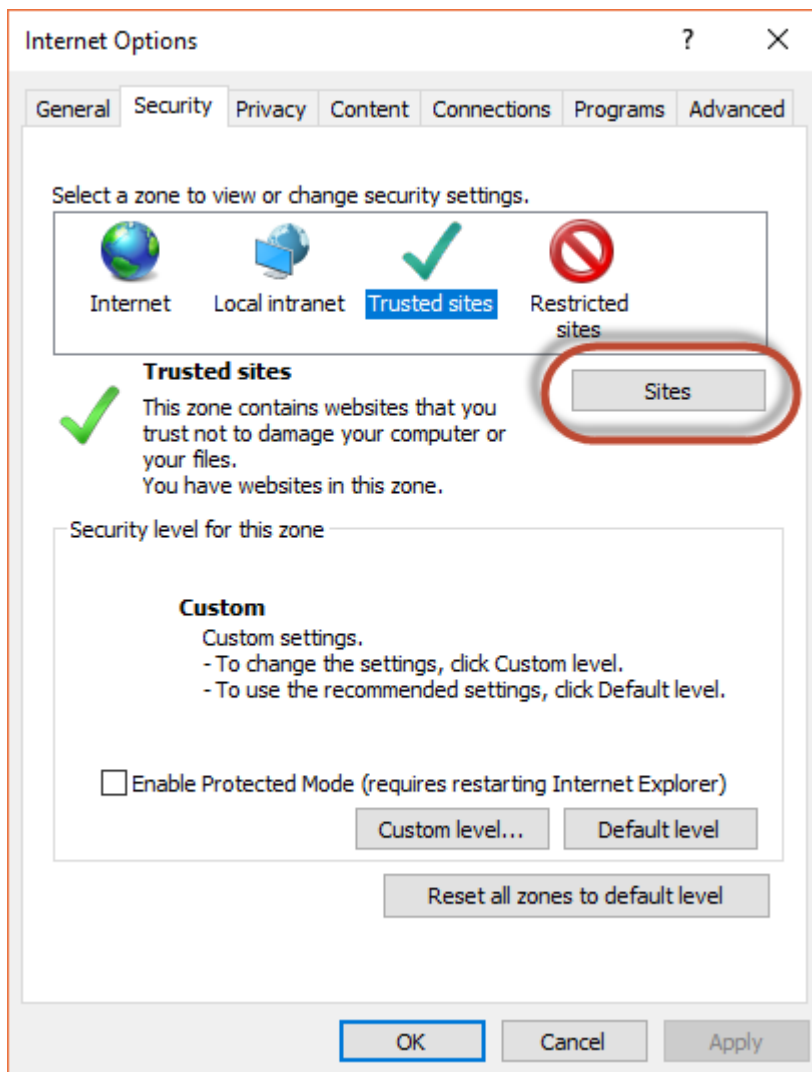 Internet Options
?
General Security Privacy Content Connections Programs Advanced
Select a zone to view or change security settings.
Internet Local intranet Trusted sites Restricted
sites
Trusted sites
Sites
This zone contains websites that you
trust not to damage your computer or
your files.
You have websites in this zone.
Security level for this zone
Custom
Custom settings.
- To change the settings, click Custom level.
- To use the recommended settings, click Default level.
Enable Protected Mode (requires restarting Internet Explorer)
Custom level... Default level
Reset all zones to default level
OK Cancel Apply